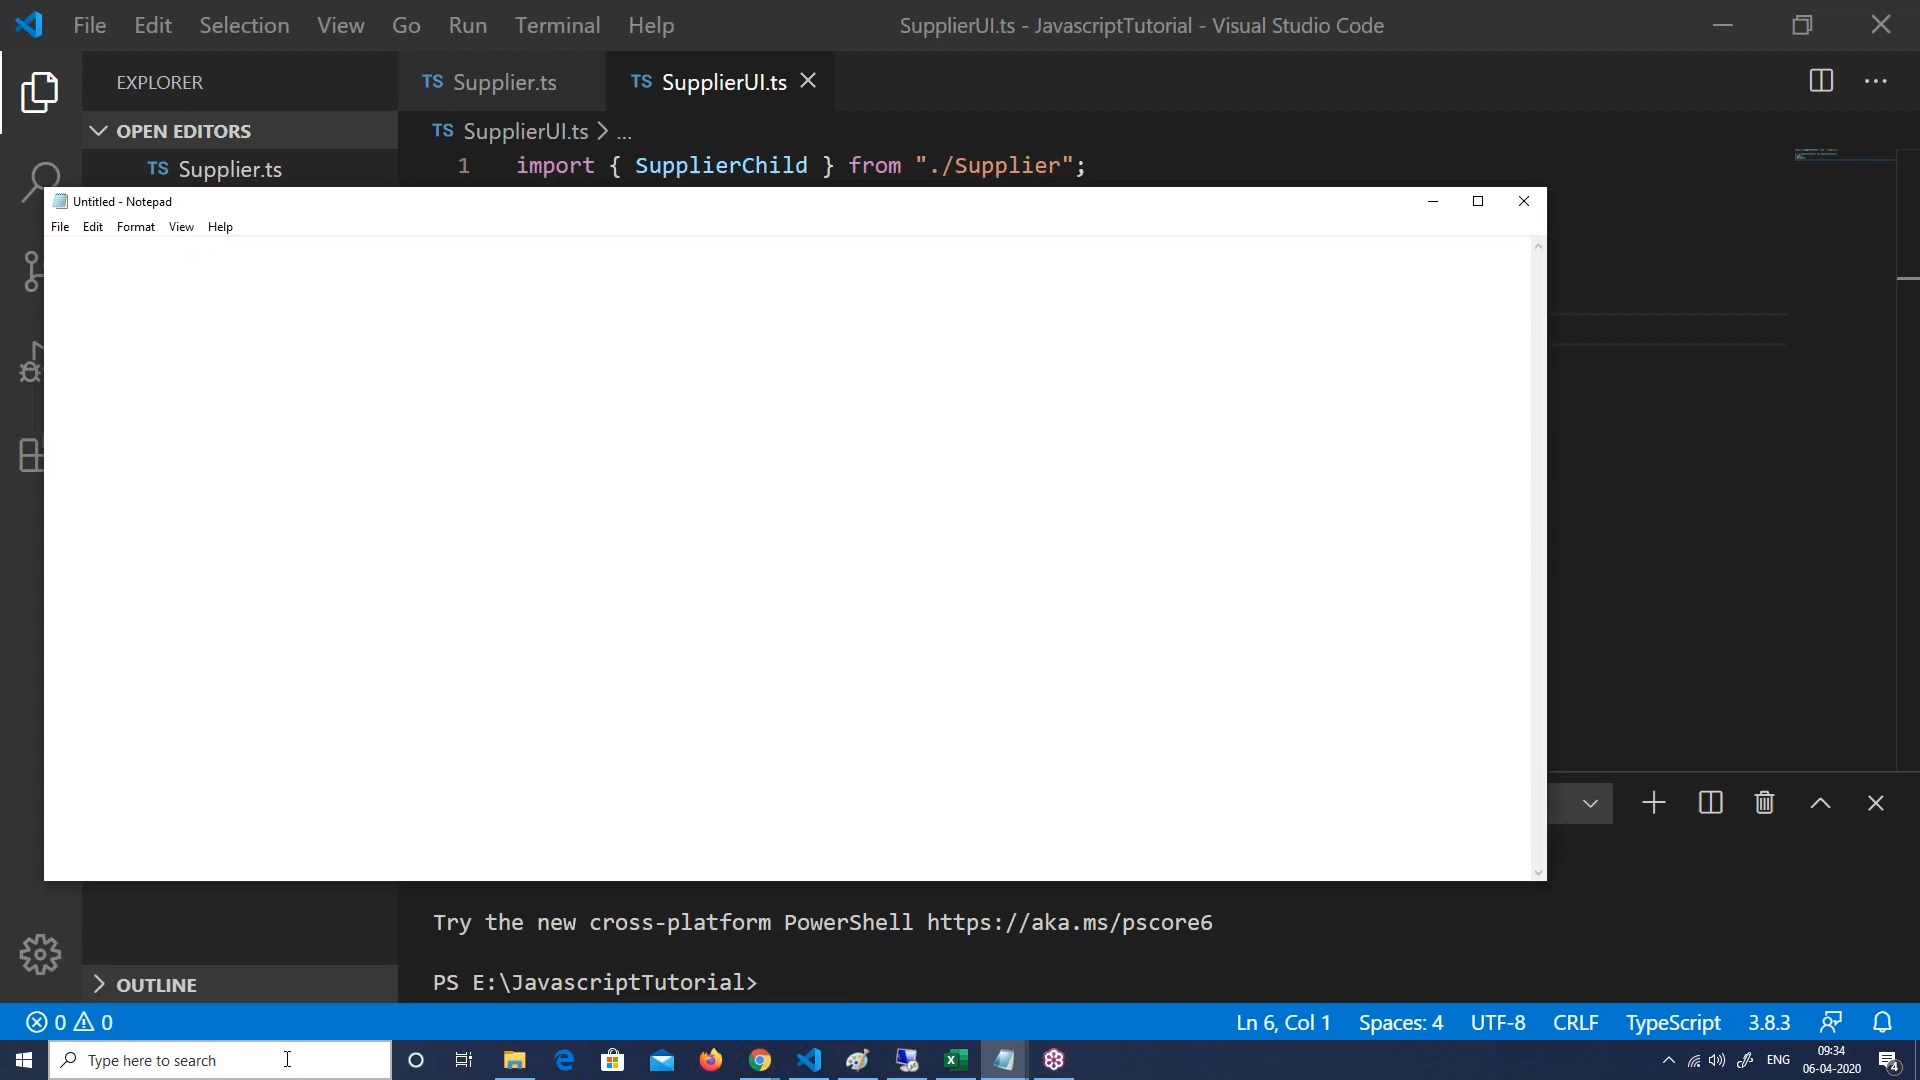 File Edit Selection View Go Run Terminal Help SupplierUI.ts - JavascriptTutorial - Visual Studio Code
EXPLORER
TS Supplier.ts
TS SupplierUI.ts
OPEN EDITORS
TS SupplierUI.ts > ...
TS Supplier.ts
1 import { SupplierChild } from "./Supplier";
Untitled - Notepad
File Edit Format View Help
Try the new cross-platform PowerShell https://aka.ms/pscore6
PS E:\JavascriptTutorial>
OUTLINE
0 0 Ln 6, Col 1 Spaces: 4 UTF-8 CRLF TypeScript 3.8.3
Type here to search
ENG
09:34
06-04-2020
4